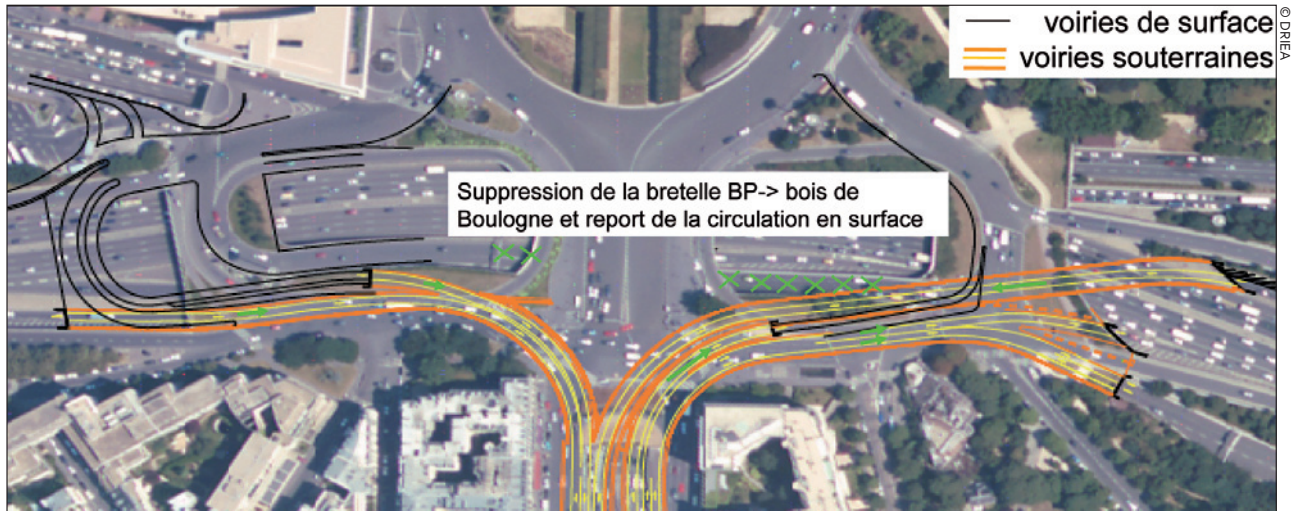 voiries de surface
voiries souterraines
© DRIEA
Suppression de la bretelle BP-> bois de
Boulogne et report de la circulation en surface